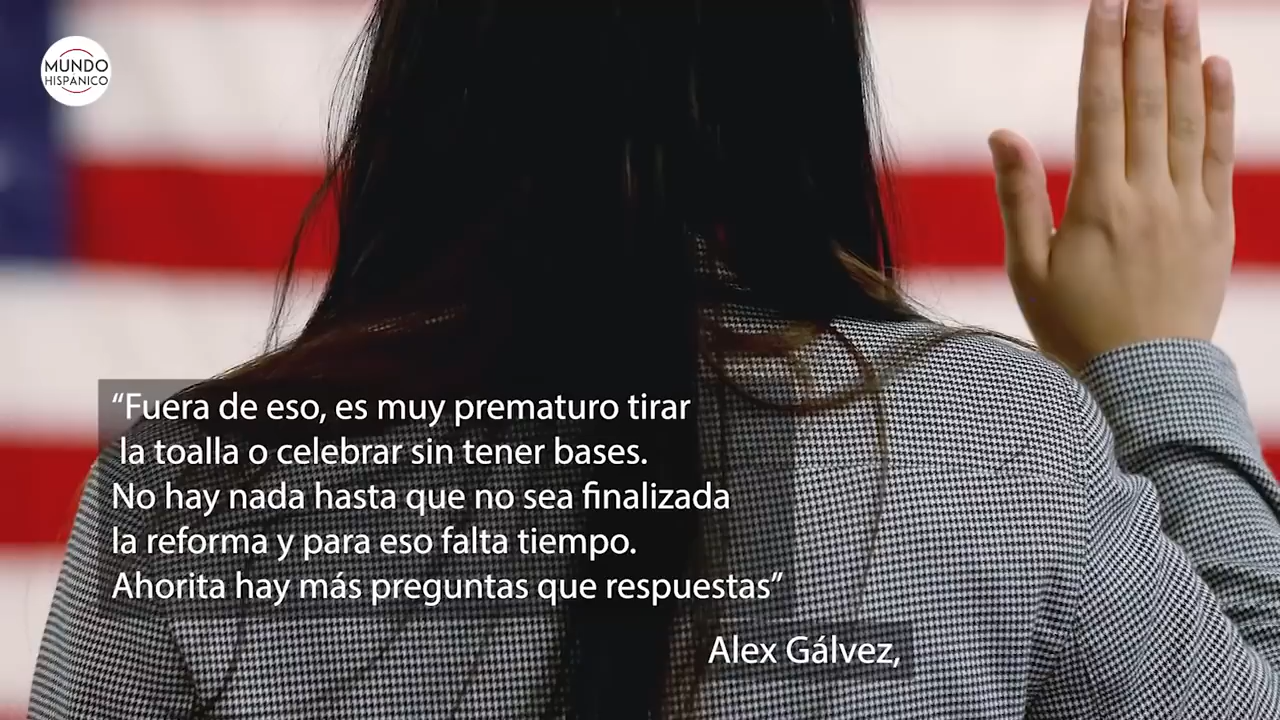 MUNDO
HISPÁNICO
“Fuera de eso, es muy prematuro tirar
la toalla o celebrar sin tener bases.
No hay nada hasta que no sea finalizada
la reforma y para eso falta tiempo.
Ahorita hay más preguntas que respuestas”
Alex Gálvez,